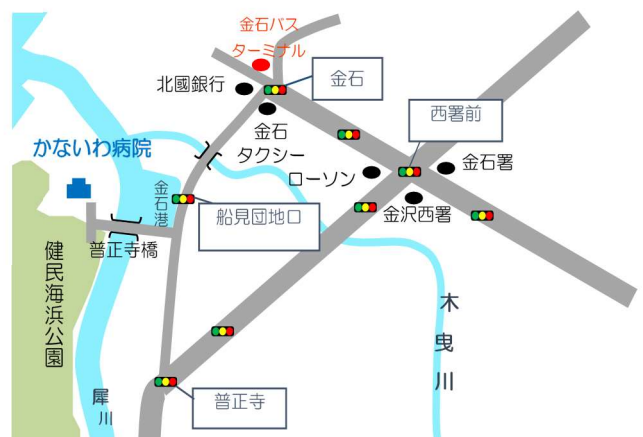 金石バス
ターミナル
北國銀行
金石
西署前
かないわ病院
金石
タクシー
ローソン
金石署
金石港
船見団地口
金沢西署
普正寺橋
健民海浜公園
木曳川
犀川
普正寺